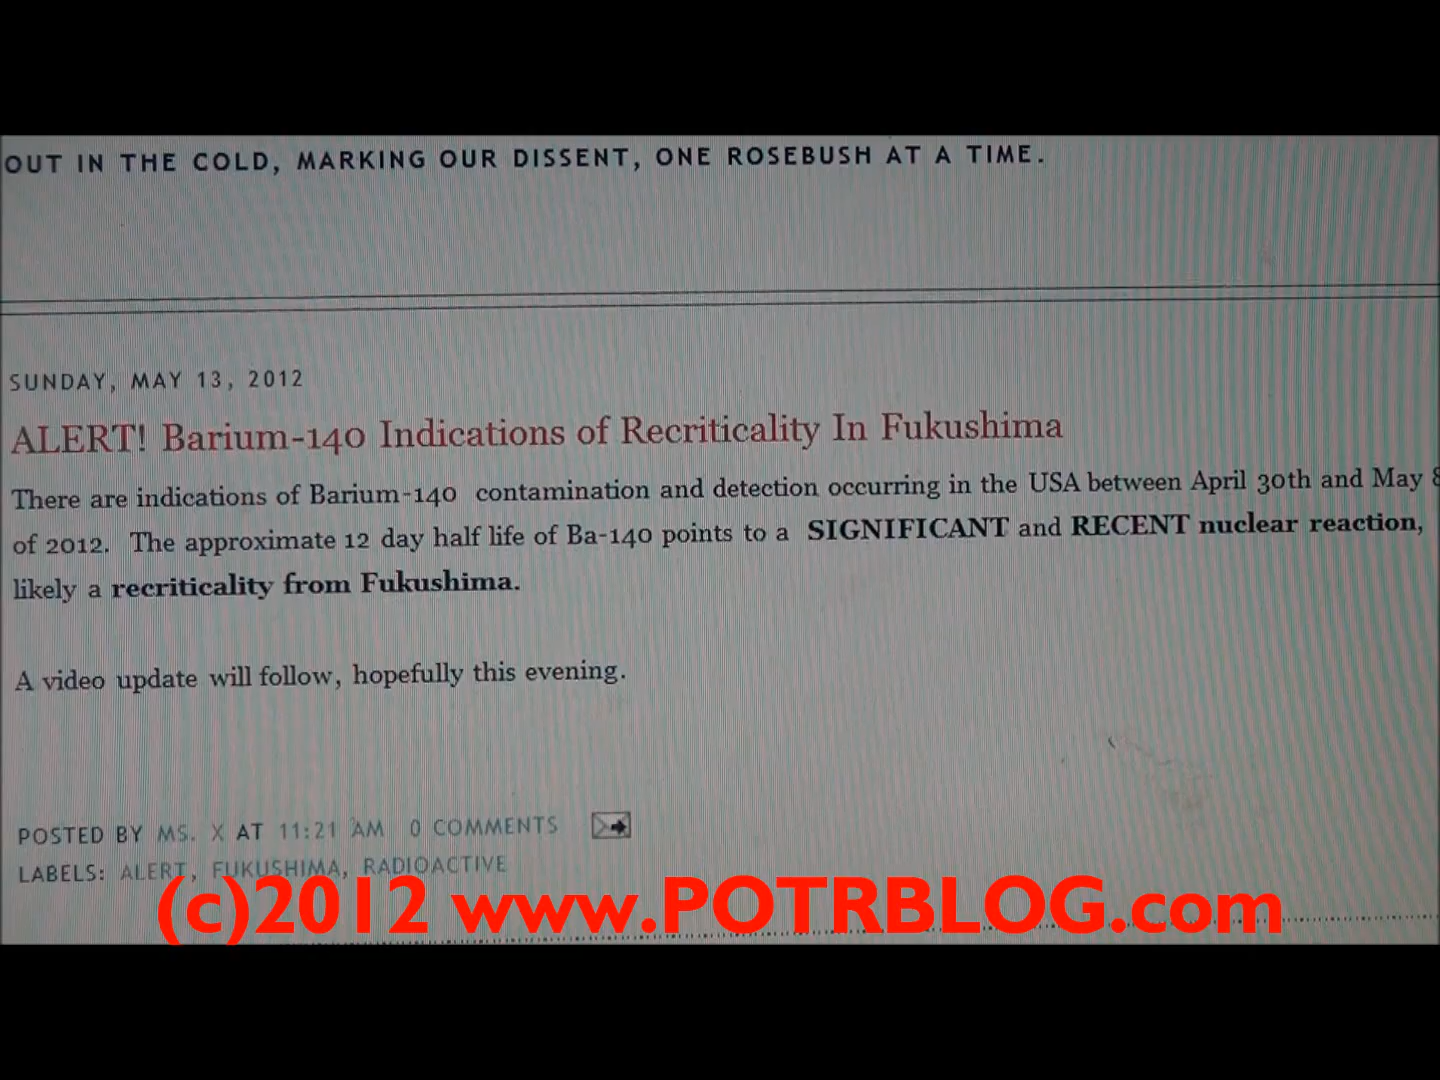 OUT IN THE COLD, MARKING OUR DISSENT, ONE ROSEBUSH AT A TIME.
SUNDAY, MAY 13, 2012
ALERT! Barium-140 Indications of Recriticality In Fukushima
There are indications of Barium-140 contamination and detection occurring in the USA between April 30th and May 8
of 2012. The approximate 12 day half life of Ba-140 points to a SIGNIFICANT and RECENT nuclear reaction,
likely a recriticality from Fukushima.
A video update will follow, hopefully this evening.
POSTED BY MS. X AT 11:21 AM 0 COMMENTS
LABELS: ALERT, FUKUSHIMA, RADIOACTIVE
(c)2012 www.POTRBLOG.com